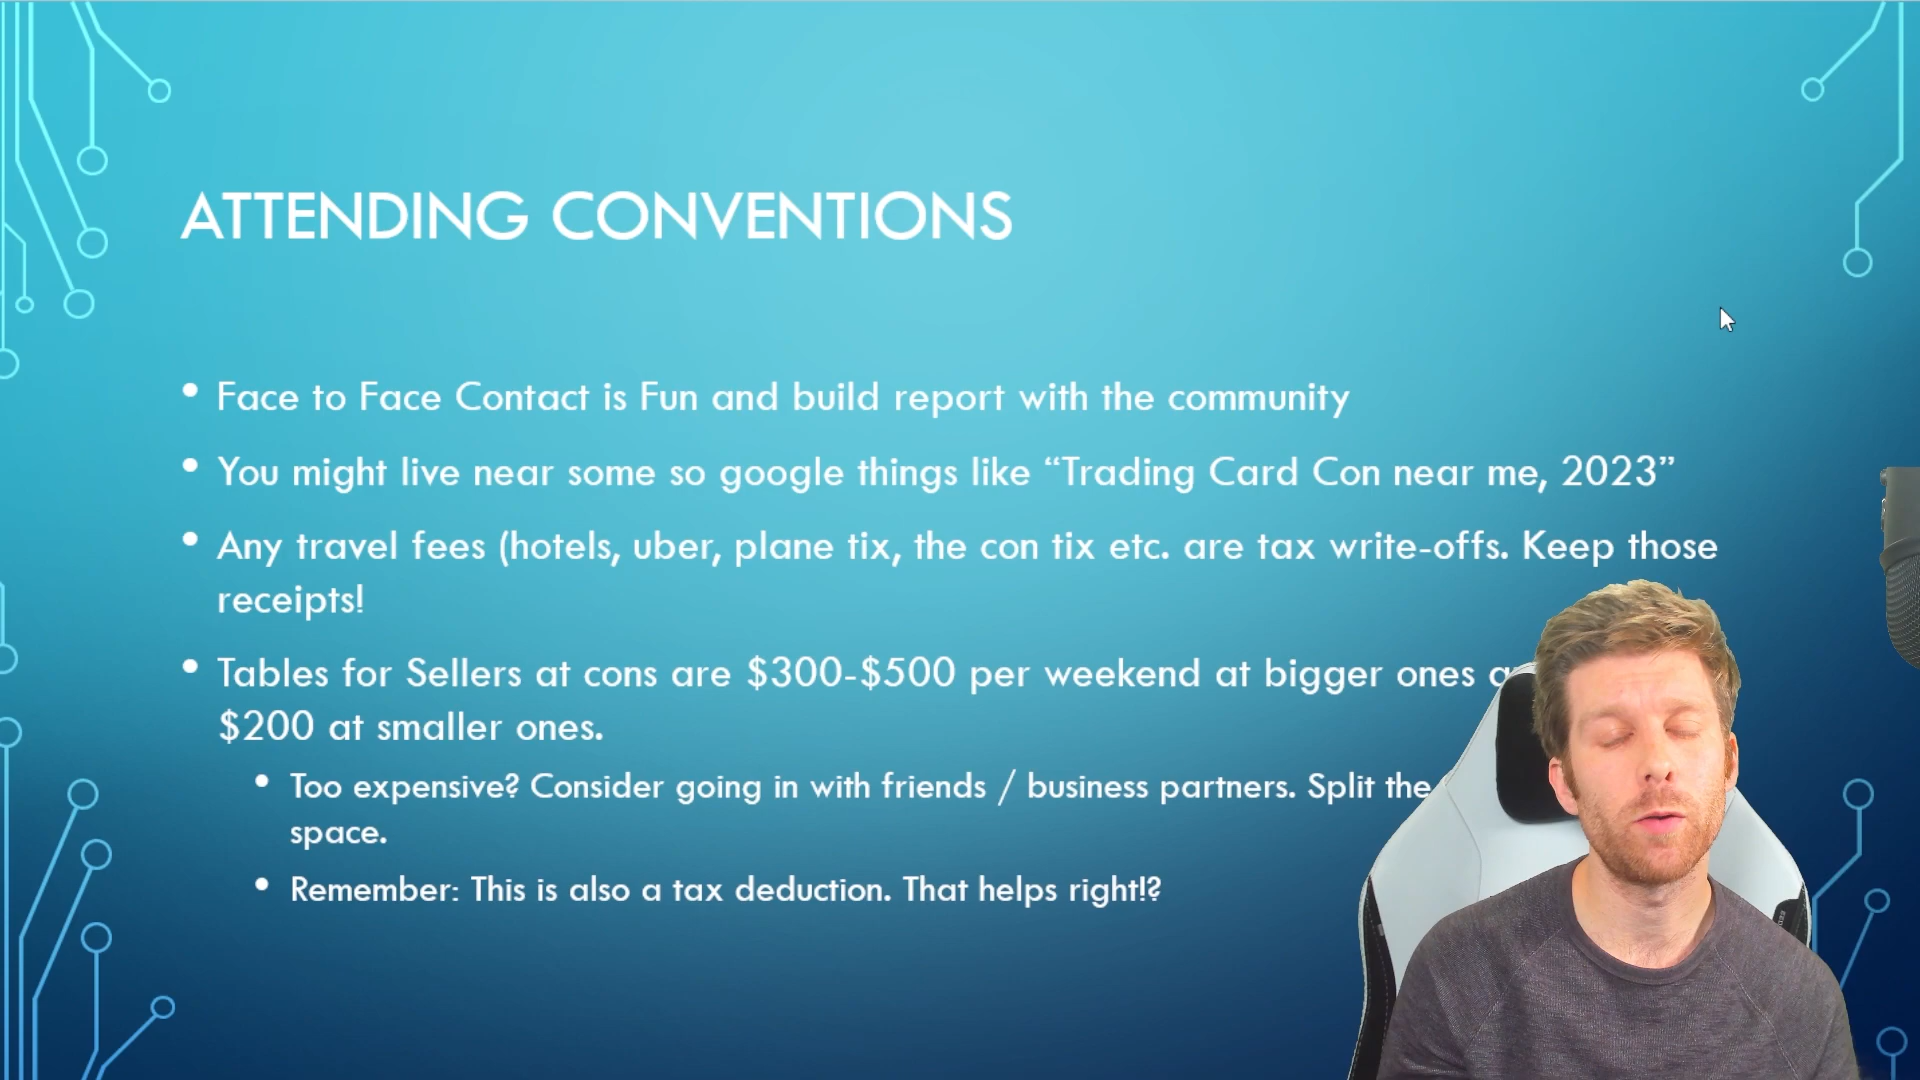 ATTENDING CONVENTIONS
• Face to Face Contact is Fun and build report with the community
• You might live near some so google things like “Trading Card Con near me, 2023”
• Any travel fees (hotels, uber, plane tix, the con tix etc. are tax write-offs. Keep those
receipts!
• Tables for Sellers at cons are $300-$500 per weekend at bigger ones
$200 at smaller ones.
• Too expensive? Consider going in with friends / business partners. Split the
space.
• Remember: This is also a tax deduction. That helps right!?